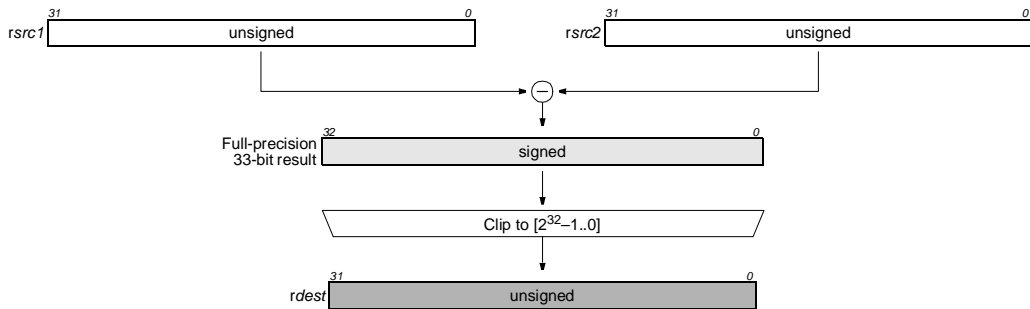 31 0 31 0
rsrc1 unsigned rsrc2 unsigned
−
32 0
Full-precision
33-bit result signed
Clip to [2³²–1..0]
31 0
rdest unsigned